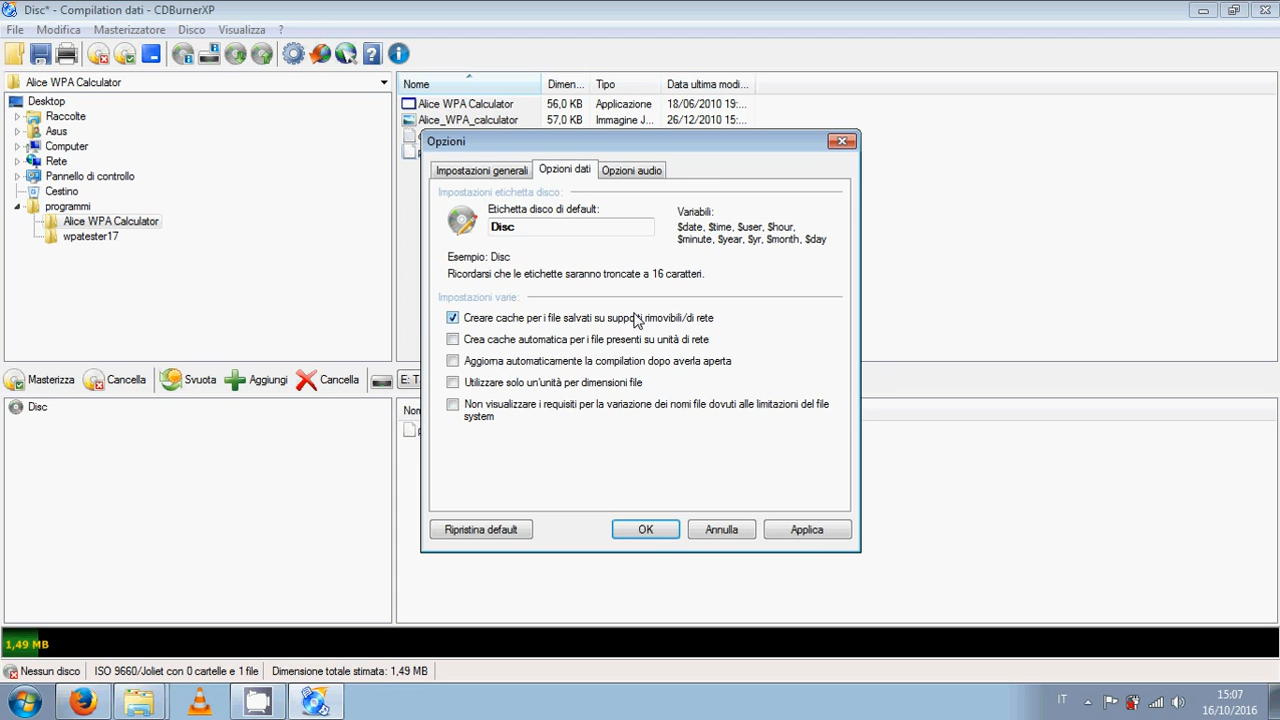 Disc* - Compilation dati - CDBurnerXP
File Modifica Masterizzatore Disco Visualizza ?
Alice WPA Calculator
Desktop
Raccolte
Asus
Computer
Rete
Pannello di controllo
Cestino
programmi
Alice WPA Calculator
wpatester17
Nome Dimen... Tipo Data ultima modi...
Alice WPA Calculator 56,0 KB Applicazione 18/06/2010 19:...
Alice_WPA_calculator 57,0 KB Immagine J... 26/12/2010 15:...
Opzioni
Impostazioni generali Opzioni dati Opzioni audio
Impostazioni etichetta disco:
Etichetta disco di default:
Disc
Variabili:
$date, $time, $user, $hour,
$minute, $year, $yr, $month, $day
Esempio: Disc
Ricordarsi che le etichette saranno troncate a 16 caratteri.
Impostazioni varie:
Creare cache per i file salvati su supporti rimovibili/di rete
Crea cache automatica per i file presenti su unità di rete
Aggiorna automaticamente la compilation dopo averla aperta
Utilizzare solo un'unità per dimensioni file
Non visualizzare i requisiti per la variazione dei nomi file dovuti alle limitazioni del file
system
Ripristina default OK Annulla Applica
Masterizza Cancella Svuota Aggiungi Cancella E: T
Disc
No
1,49 MB
Nessun disco ISO 9660/Joliet con 0 cartelle e 1 file Dimensione totale stimata: 1,49 MB
IT
15:07
16/10/2016